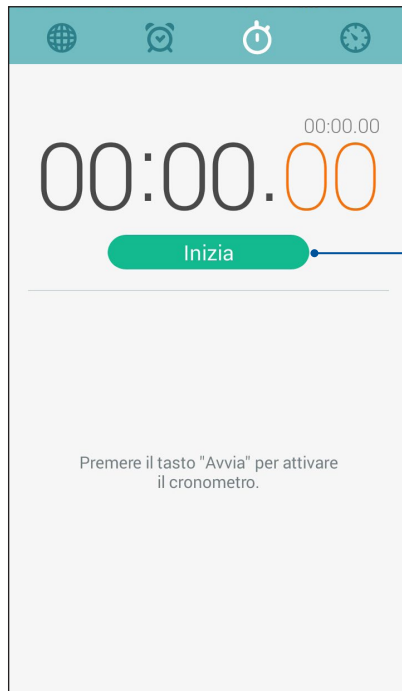 00:00.00
00:00.00
Inizia
Premere il tasto "Avvia" per attivare
il cronometro.